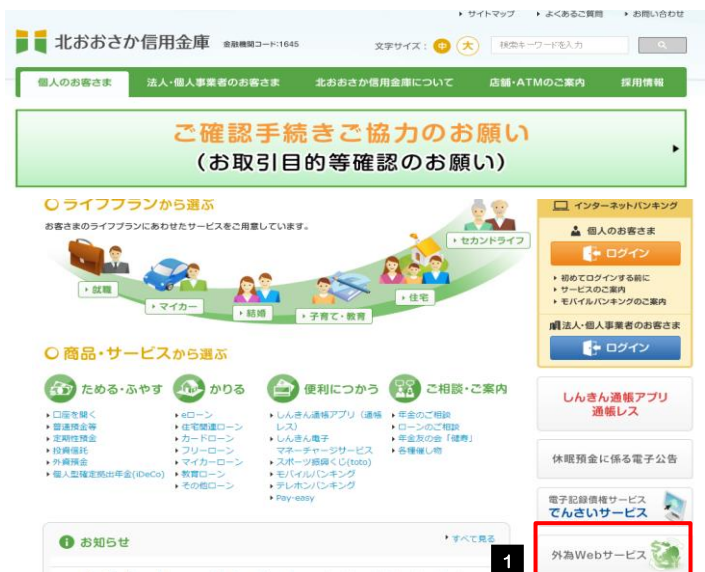 サイトマップ よくあるご質問 お問い合わせ
北おおさか信用金庫 金融機関コード:1645 文字サイズ: 中 大 検索キーワードを入力
個人のお客さま 法人・個人事業者のお客さま 北おおさか信用金庫について 店舗・ATMのご案内 採用情報
ご確認手続きご協力のお願い
(お取引目的等確認のお願い)
ライフプランから選ぶ
お客さまのライフプランにあわせたサービスをご用意しています。
就職
マイカー
結婚
子育て・教育
住宅
セカンドライフ
商品・サービスから選ぶ
ためる・ふやす
口座を開く
普通預金等
定期性預金
投資信託
外貨預金
個人型確定拠出年金(iDeCo)
かりる
eローン
住宅関連ローン
カードローン
フリーローン
マイカーローン
教育ローン
その他ローン
便利につかう
しんきん通帳アプリ(通帳
レス)
しんきん電子
マネーチャージサービス
スポーツ振興くじ(toto)
モバイルバンキング
テレホンバンキング
Pay-easy
ご相談・ご案内
年金のご相談
ローンのご相談
年金友の会「健寿」
各種催し物
お知らせ
すべて見る
インターネットバンキング
個人のお客さま
ログイン
初めてログインする前に
サービスのご案内
モバイルバンキングのご案内
法人・個人事業者のお客さま
ログイン
しんきん通帳アプリ
通帳レス
休眠預金に係る電子公告
電子記録債権サービス
でんさいサービス
1
外為Webサービス